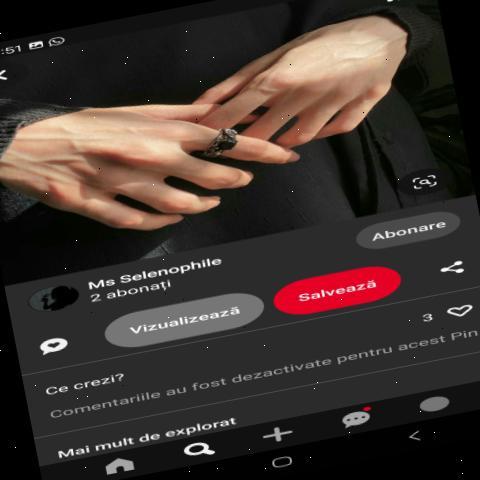 :51
Ms Selenophile
2 abonați
Abonare
Vizualizează
Salvează
3
Ce crezi?
Comentariile au fost dezactivate pentru acest Pin
Mai mult de explorat